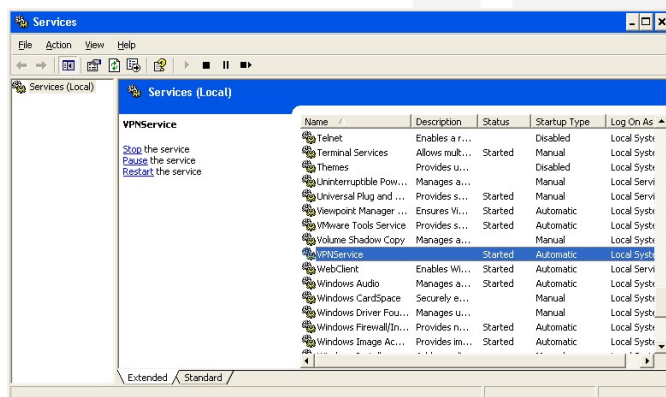 Services
File Action View Help
Services (Local)
Services (Local)
VPNService
Stop the service
Pause the service
Restart the service
Name Description Status Startup Type Log On As
Telnet Enables a r... Disabled Local Syste
Terminal Services Allows mult... Started Manual Local Syste
Themes Provides u... Disabled Local Syste
Uninterruptible Pow... Manages a... Manual Local Servi
Universal Plug and ... Provides s... Started Manual Local Servi
Viewpoint Manager ... Ensures Vi... Started Automatic Local Syste
VMware Tools Service Provides s... Started Automatic Local Syste
Volume Shadow Copy Manages a... Manual Local Syste
VPNService Started Automatic Local Syste
WebClient Enables Wi... Started Automatic Local Servi
Windows Audio Manages a... Started Automatic Local Syste
Windows CardSpace Securely e... Manual Local Syste
Windows Driver Fou... Manages u... Manual Local Syste
Windows Firewall/In... Provides n... Started Automatic Local Syste
Windows Image Ac... Provides im... Started Automatic Local Syste
Extended Standard